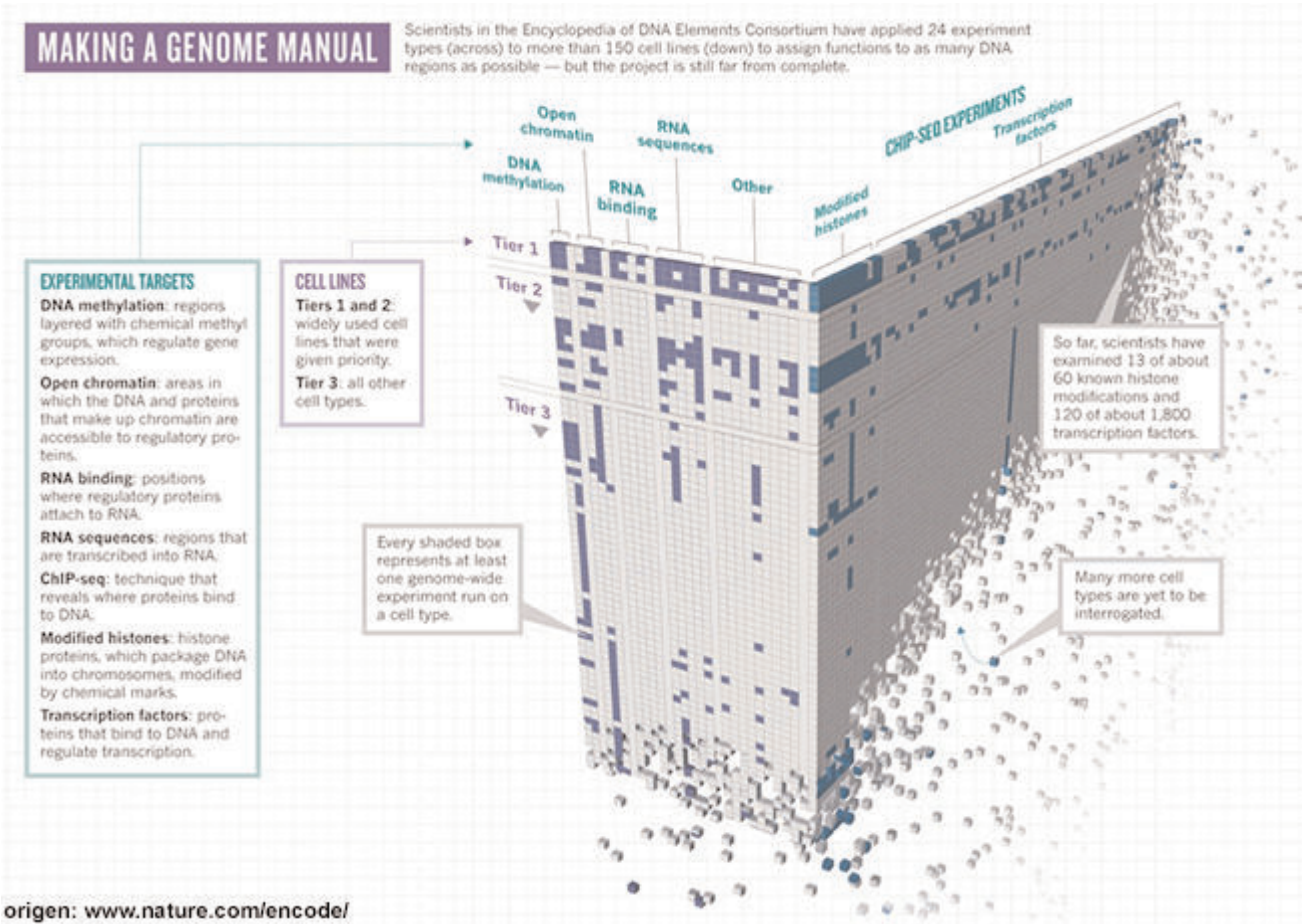 MAKING A GENOME MANUAL
Scientists in the Encyclopedia of DNA Elements Consortium have applied 24 experiment
types (across) to more than 150 cell lines (down) to assign functions to as many DNA
regions as possible — but the project is still far from complete.
Open
chromatin
DNA
methylation
RNA
binding
RNA
sequences
Other
CHIP-SEQ EXPERIMENTS
Modified
histones
Transcription
factors
Tier 1
Tier 2
Tier 3
EXPERIMENTAL TARGETS
DNA methylation: regions
layered with chemical methyl
groups, which regulate gene
expression.
Open chromatin: areas in
which the DNA and proteins
that make up chromatin are
accessible to regulatory pro-
teins.
RNA binding: positions
where regulatory proteins
attach to RNA.
RNA sequences: regions that
are transcribed into RNA.
ChIP-seq: technique that
reveals where proteins bind
to DNA.
Modified histones: histone
proteins, which package DNA
into chromosomes, modified
by chemical marks.
Transcription factors: pro-
teins that bind to DNA and
regulate transcription.
CELL LINES
Tiers 1 and 2:
widely used cell
lines that were
given priority.
Tier 3: all other
cell types.
Every shaded box
represents at least
one genome-wide
experiment run on
a cell type.
So far, scientists have
examined 13 of about
60 known histone
modifications and
120 of about 1,800
transcription factors.
Many more cell
types are yet to be
interrogated.
origen: www.nature.com/encode/